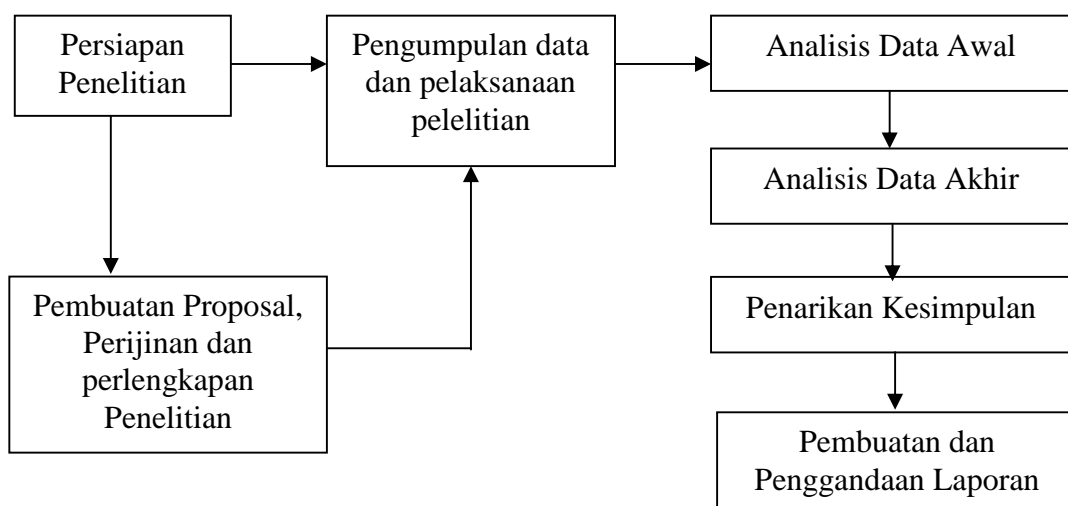 Persiapan
Penelitian
Pengumpulan data
dan pelaksanaan
pelelitian
Analisis Data Awal
Analisis Data Akhir
Pembuatan Proposal,
Perijinan dan
perlengkapan
Penelitian
Penarikan Kesimpulan
Pembuatan dan
Penggandaan Laporan